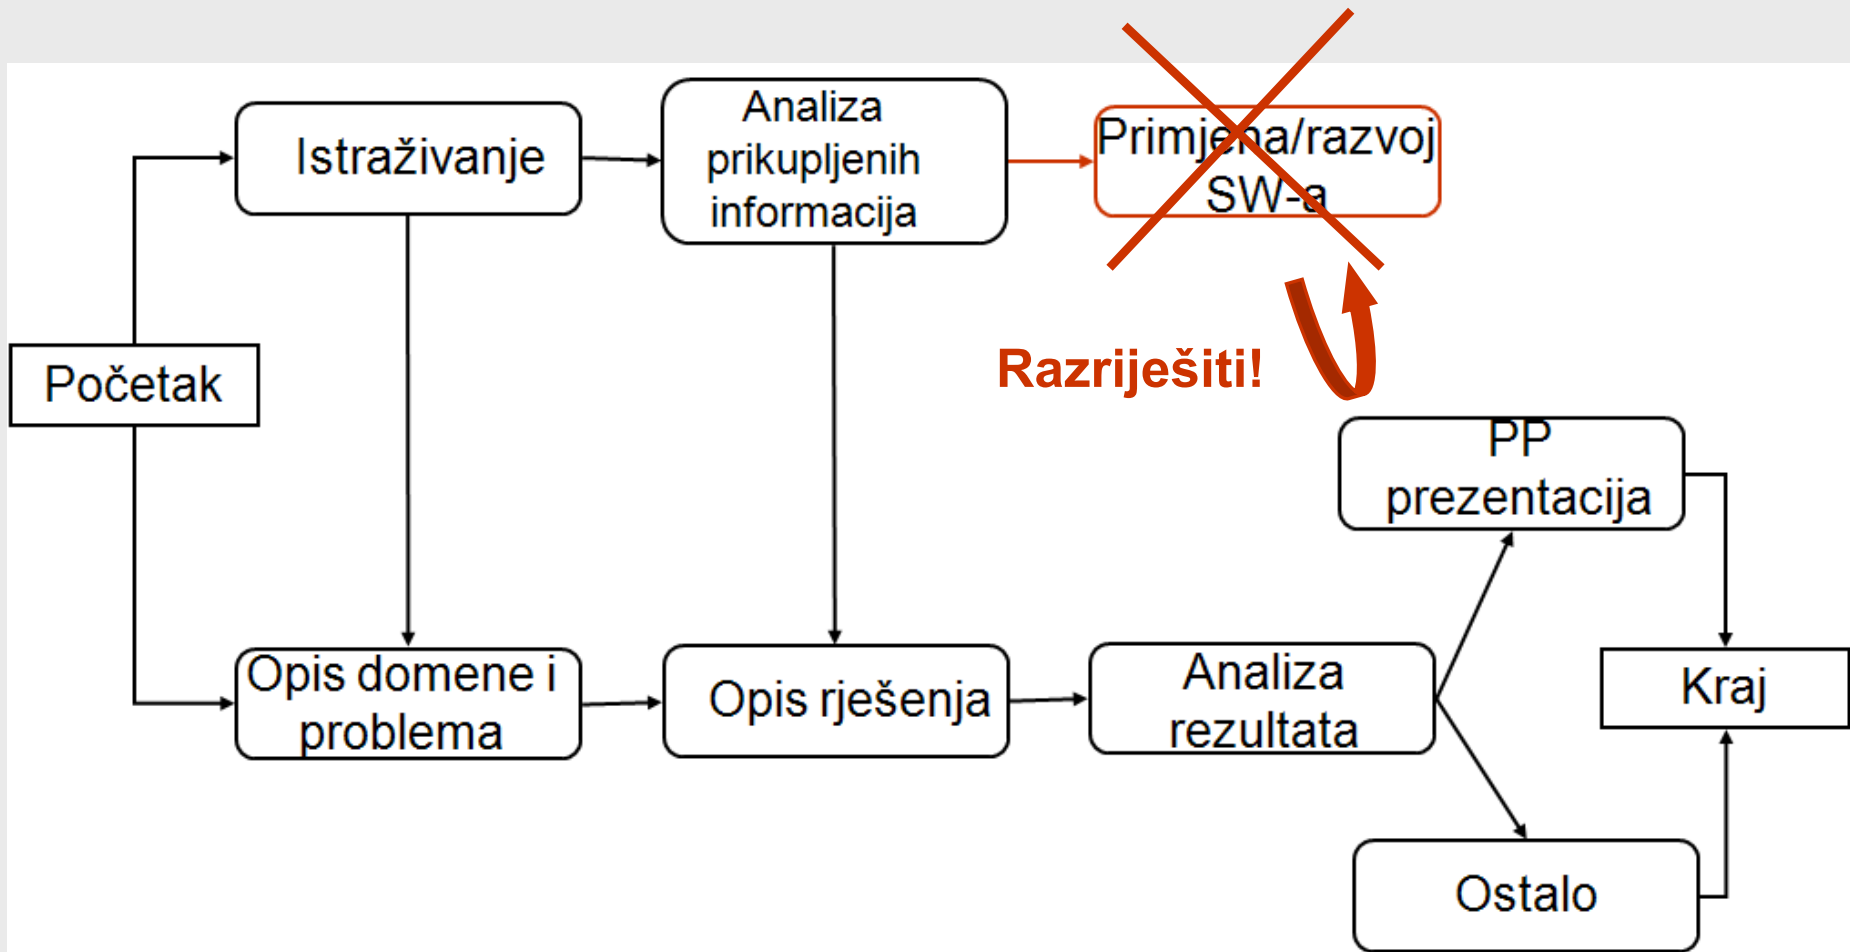 Istraživanje
Analiza
prikupljenih
informacija
Primjena/razvoj
SW-a
Početak
Razriješiti!
PP
prezentacija
Opis domene i
problema
Opis rješenja
Analiza
rezultata
Kraj
Ostalo